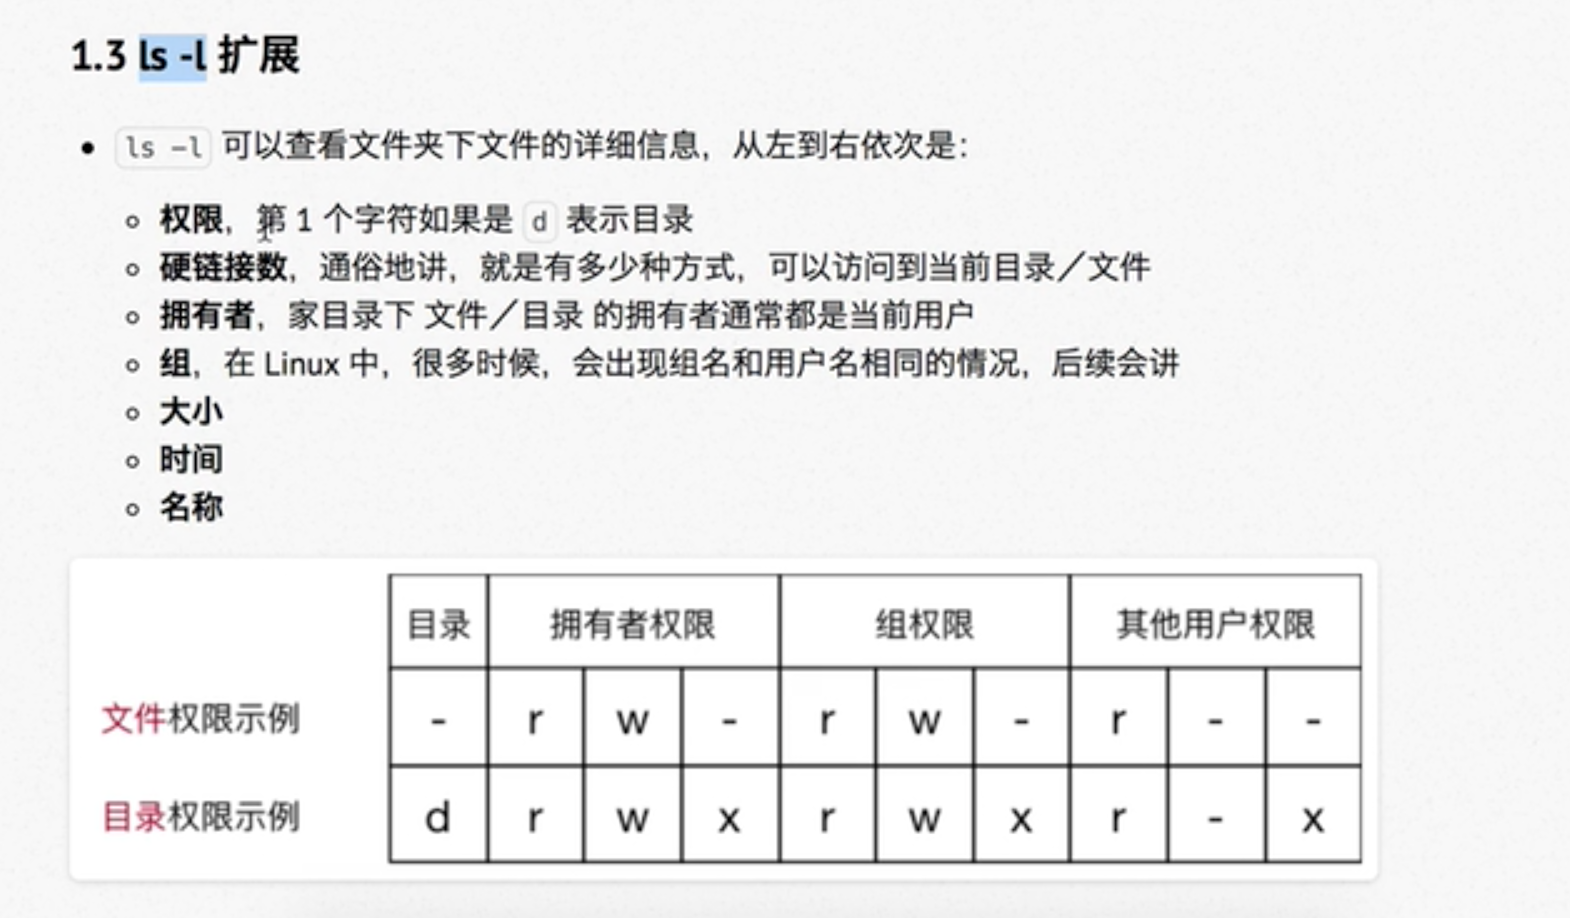 1.3 ls -l 扩展
ls -l 可以查看文件夹下文件的详细信息，从左到右依次是：
权限，第 1 个字符如果是 d 表示目录
硬链接数，通俗地讲，就是有多少种方式，可以访问到当前目录／文件
拥有者，家目录下 文件／目录 的拥有者通常都是当前用户
组，在 Linux 中，很多时候，会出现组名和用户名相同的情况，后续会讲
大小
时间
名称
目录 拥有者权限 组权限 其他用户权限
文件权限示例 - r w - r w - r - -
目录权限示例 d r w x r w x r - x